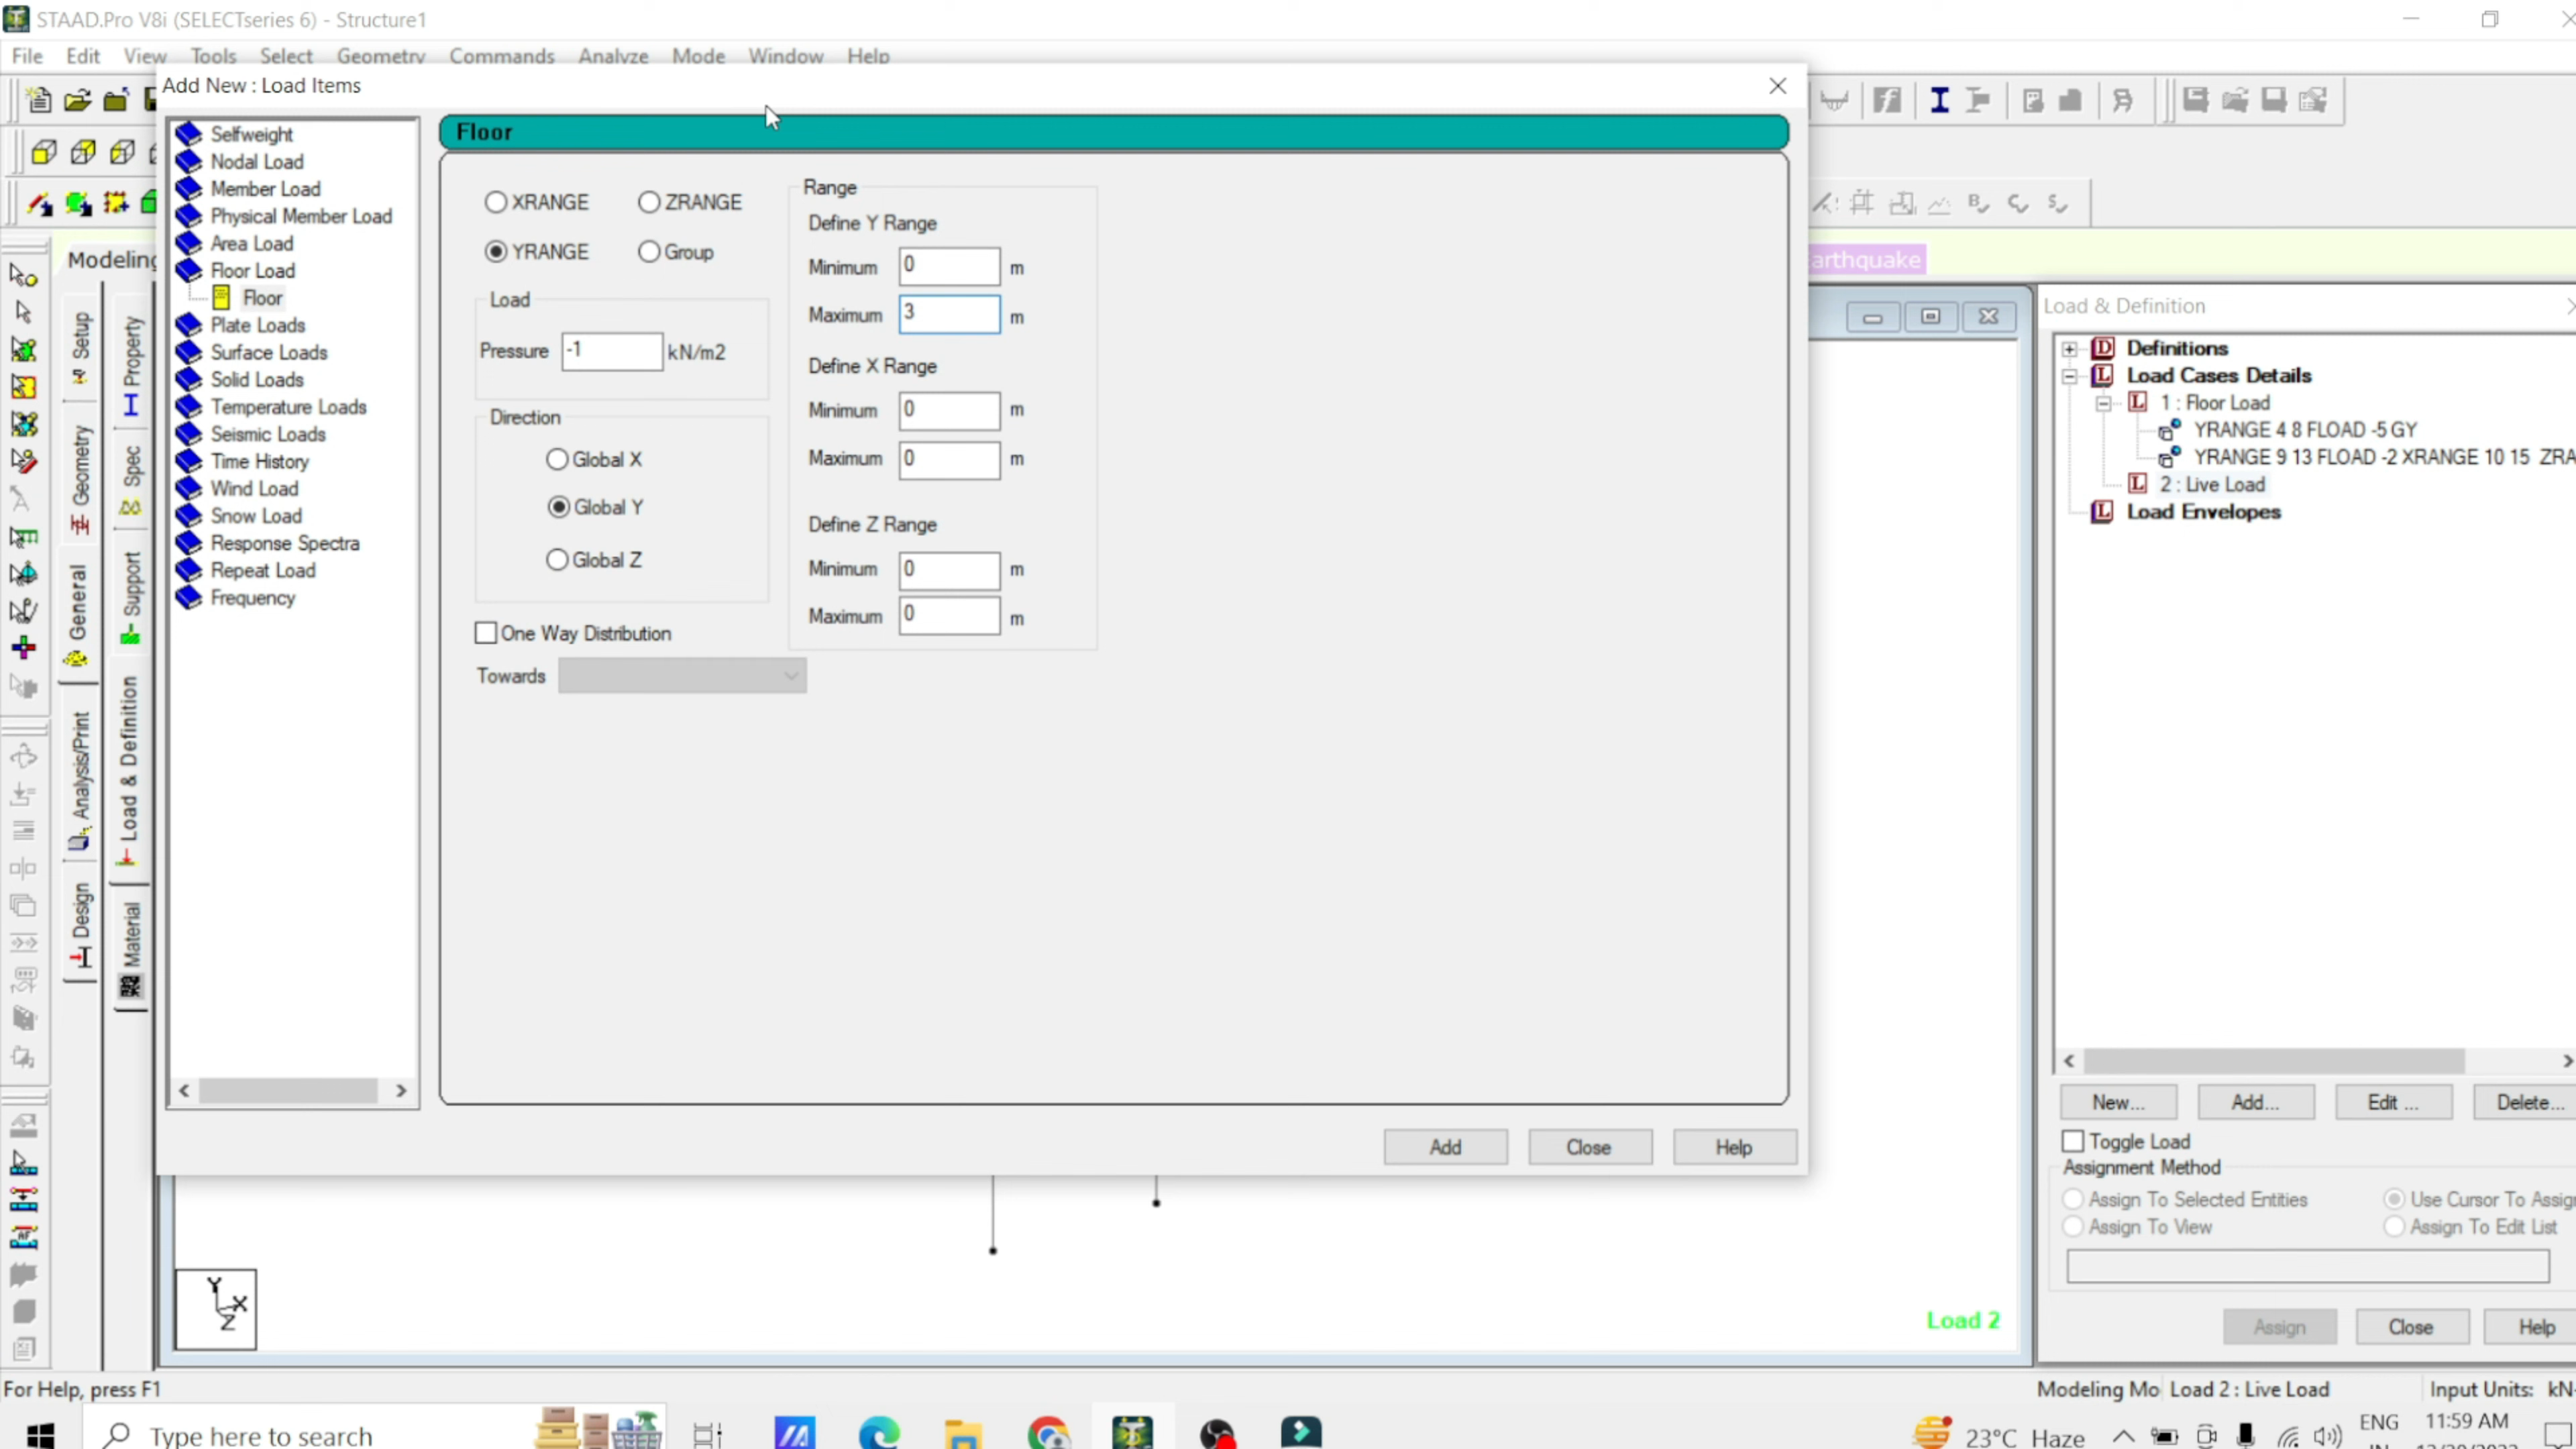 STAAD.Pro V8i (SELECTseries 6) - Structure1
File Edit View Tools Select Geometry Commands Analyze Mode Window Help
Add New : Load Items
Selfweight
Nodal Load
Member Load
Physical Member Load
Area Load
Floor Load
Floor
Plate Loads
Surface Loads
Solid Loads
Temperature Loads
Seismic Loads
Time History
Wind Load
Snow Load
Response Spectra
Repeat Load
Frequency
Floor
XRANGE ZRANGE
YRANGE Group
Load
Pressure -1 kN/m2
Direction
Global X
Global Y
Global Z
One Way Distribution
Towards
Range
Define Y Range
Minimum 0 m
Maximum 3 m
Define X Range
Minimum 0 m
Maximum 0 m
Define Z Range
Minimum 0 m
Maximum 0 m
Add Close Help
Modeling
Setup
Geometry
General
Analysis/Print
Design
Property
Spec
Support
Load & Definition
Material
arthquake
Load & Definition
Definitions
Load Cases Details
1 : Floor Load
YRANGE 4 8 FLOAD -5 GY
YRANGE 9 13 FLOAD -2 XRANGE 10 15 ZRA
2 : Live Load
Load Envelopes
New... Add... Edit ... Delete...
Toggle Load
Assignment Method
Assign To Selected Entities Use Cursor To Assig
Assign To View Assign To Edit List
Assign Close Help
Y
X
Z
Load 2
For Help, press F1
Modeling Mo Load 2 : Live Load Input Units: kN-
Type here to search
23°C Haze
ENG
11:59 AM